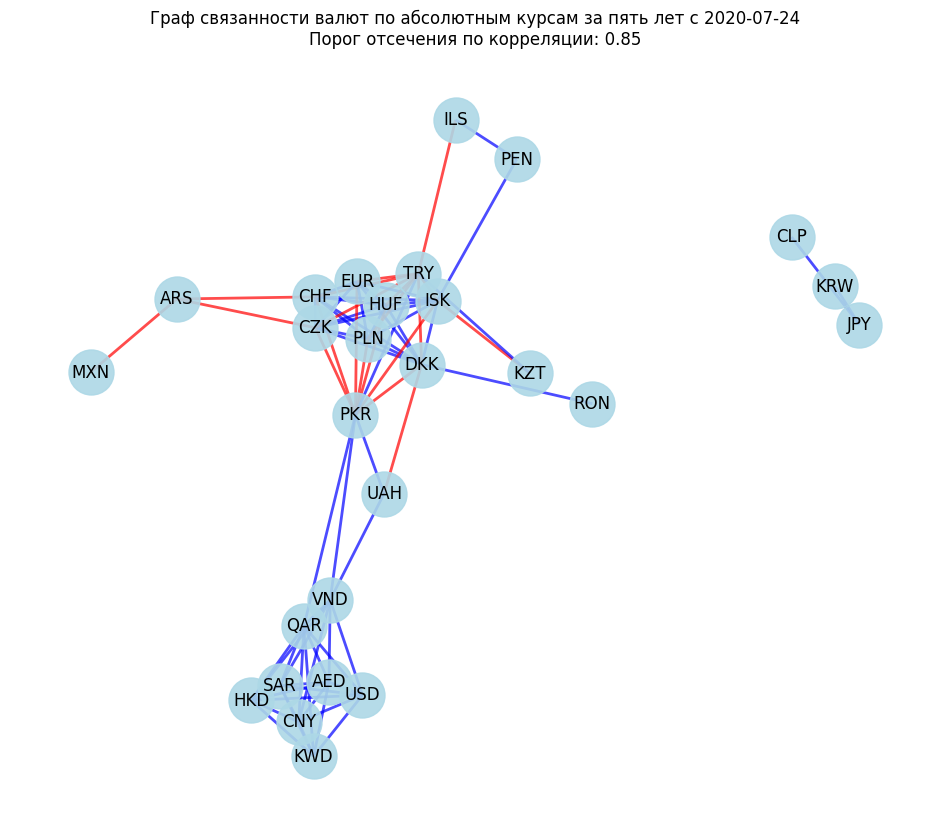 Граф связанности валют по абсолютным курсам за пять лет с 2020-07-24
Порог отсечения по корреляции: 0.85
ILS
PEN
CLP
TRY
EUR
KRW
CHF
ARS
ISK
HUF
JPY
CZK
PLN
DKK
MXN
KZT
RON
PKR
UAH
VND
QAR
AED
SAR
USD
HKD
CNY
KWD